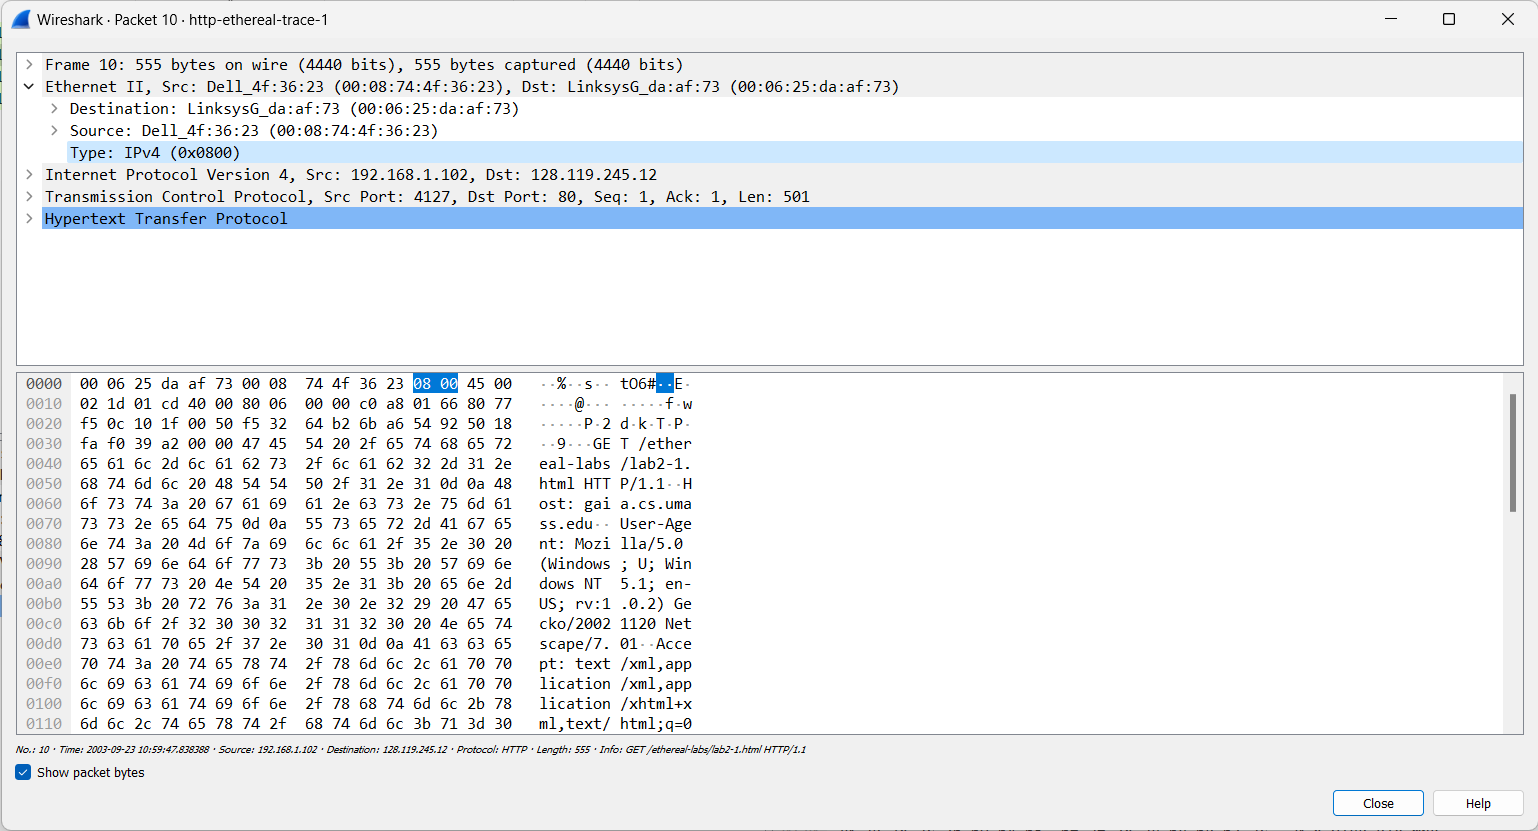 Wireshark · Packet 10 · http-ethereal-trace-1
Frame 10: 555 bytes on wire (4440 bits), 555 bytes captured (4440 bits)
Ethernet II, Src: Dell_4f:36:23 (00:08:74:4f:36:23), Dst: LinksysG_da:af:73 (00:06:25:da:af:73)
Destination: LinksysG_da:af:73 (00:06:25:da:af:73)
Source: Dell_4f:36:23 (00:08:74:4f:36:23)
Type: IPv4 (0x0800)
Internet Protocol Version 4, Src: 192.168.1.102, Dst: 128.119.245.12
Transmission Control Protocol, Src Port: 4127, Dst Port: 80, Seq: 1, Ack: 1, Len: 501
Hypertext Transfer Protocol
0000 00 06 25 da af 73 00 08 74 4f 36 23 08 00 45 00 ··%··s·· tO6#··E·
0010 02 1d 01 cd 40 00 80 06 00 00 c0 a8 01 66 80 77 ····@··· ·····f·w
0020 f5 0c 10 1f 00 50 f5 32 64 b2 6b a6 54 92 50 18 ·····P·2 d·k·T·P·
0030 fa f0 39 a2 00 00 47 45 54 20 2f 65 74 68 65 72 ··9···GE T /ether
0040 65 61 6c 2d 6c 61 62 73 2f 6c 61 62 32 2d 31 2e eal-labs /lab2-1.
0050 68 74 6d 6c 20 48 54 54 50 2f 31 2e 31 0d 0a 48 html HTT P/1.1··H
0060 6f 73 74 3a 20 67 61 69 61 2e 63 73 2e 75 6d 61 ost: gai a.cs.uma
0070 73 73 2e 65 64 75 0d 0a 55 73 65 72 2d 41 67 65 ss.edu·· User-Age
0080 6e 74 3a 20 4d 6f 7a 69 6c 6c 61 2f 35 2e 30 20 nt: Mozi lla/5.0
0090 28 57 69 6e 64 6f 77 73 3b 20 55 3b 20 57 69 6e (Windows ; U; Win
00a0 64 6f 77 73 20 4e 54 20 35 2e 31 3b 20 65 6e 2d dows NT 5.1; en-
00b0 55 53 3b 20 72 76 3a 31 2e 30 2e 32 29 20 47 65 US; rv:1 .0.2) Ge
00c0 63 6b 6f 2f 32 30 30 32 31 31 32 30 20 4e 65 74 cko/2002 1120 Net
00d0 73 63 61 70 65 2f 37 2e 30 31 0d 0a 41 63 63 65 scape/7. 01··Acce
00e0 70 74 3a 20 74 65 78 74 2f 78 6d 6c 2c 61 70 70 pt: text /xml,app
00f0 6c 69 63 61 74 69 6f 6e 2f 78 6d 6c 2c 61 70 70 lication /xml,app
0100 6c 69 63 61 74 69 6f 6e 2f 78 68 74 6d 6c 2b 78 lication /xhtml+x
0110 6d 6c 2c 74 65 78 74 2f 68 74 6d 6c 3b 71 3d 30 ml,text/ html;q=0
No.: 10 · Time: 2003-09-23 10:59:47.838388 · Source: 192.168.1.102 · Destination: 128.119.245.12 · Protocol: HTTP · Length: 555 · Info: GET /ethereal-labs/lab2-1.html HTTP/1.1
Show packet bytes
Close
Help